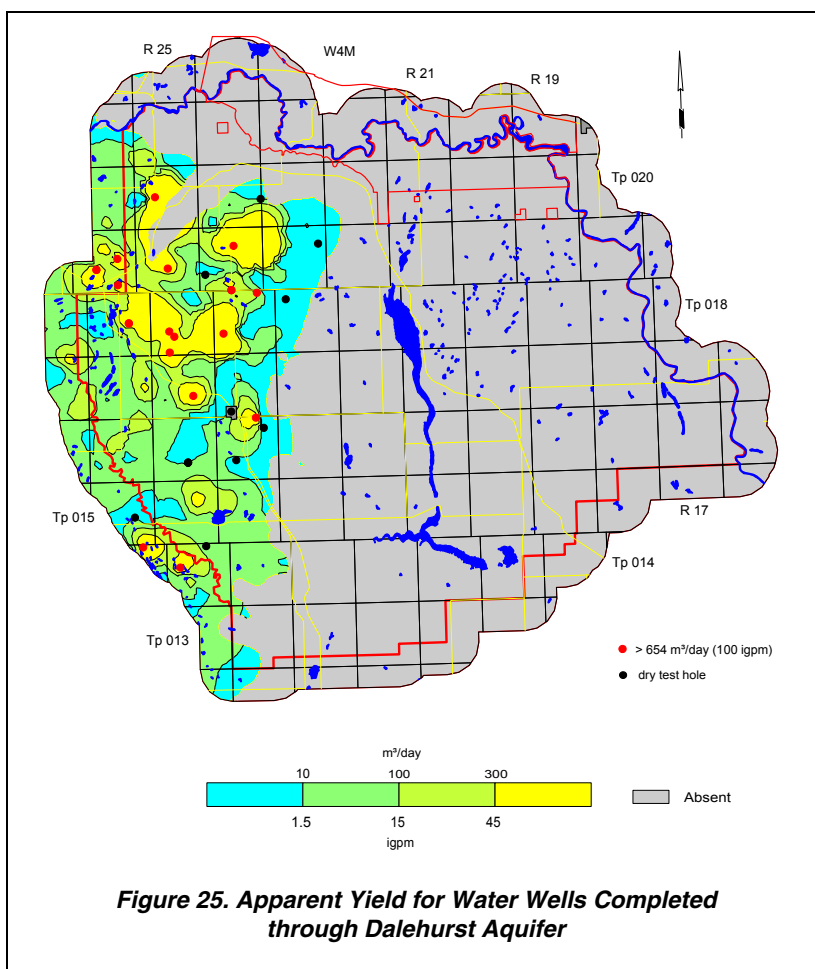 R 25
W4M
R 21
R 19
Tp 020
Tp 018
R 17
Tp 015
Tp 014
Tp 013
> 654 m³/day (100 igpm)
dry test hole
m³/day
10 100 300
Absent
1.5 15 45
igpm
Figure 25. Apparent Yield for Water Wells Completed
through Dalehurst Aquifer